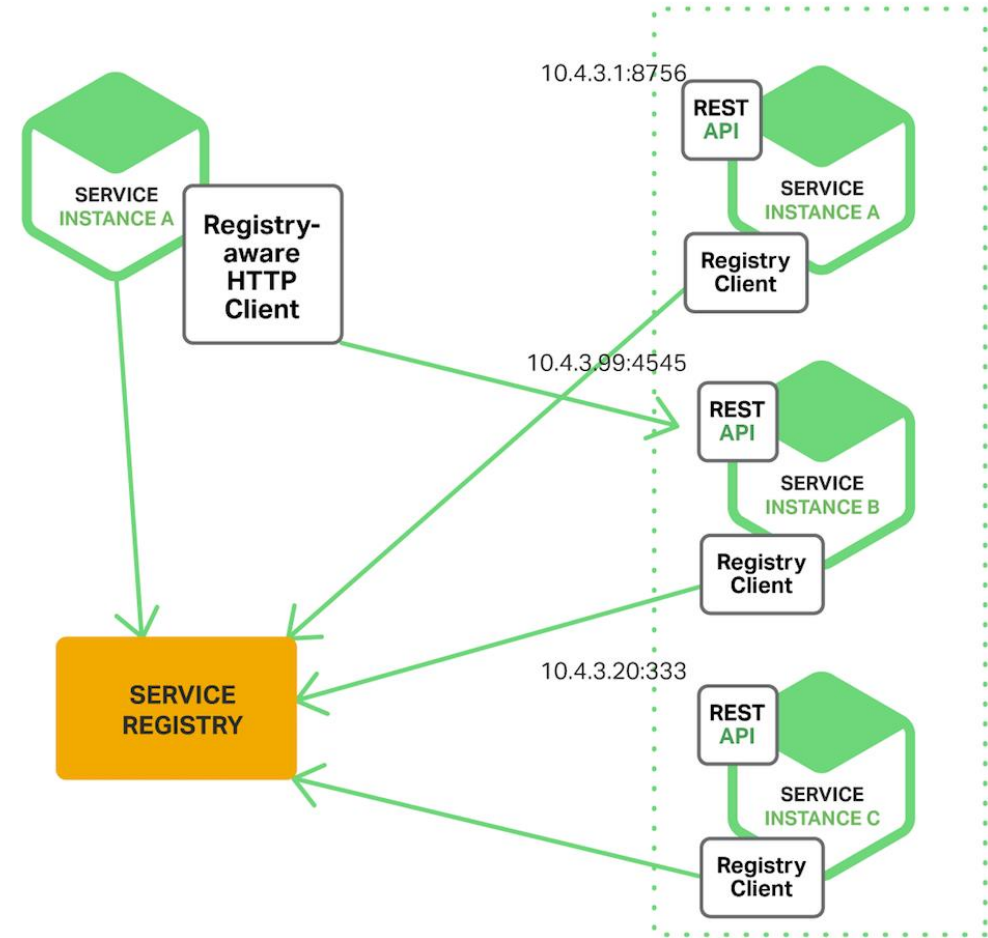 10.4.3.1:8756
REST
API
SERVICE
INSTANCE A
SERVICE
INSTANCE A
Registry-
aware
HTTP
Client
Registry
Client
10.4.3.99:4545
REST
API
SERVICE
INSTANCE B
Registry
Client
10.4.3.20:333
SERVICE
REGISTRY
REST
API
SERVICE
INSTANCE C
Registry
Client